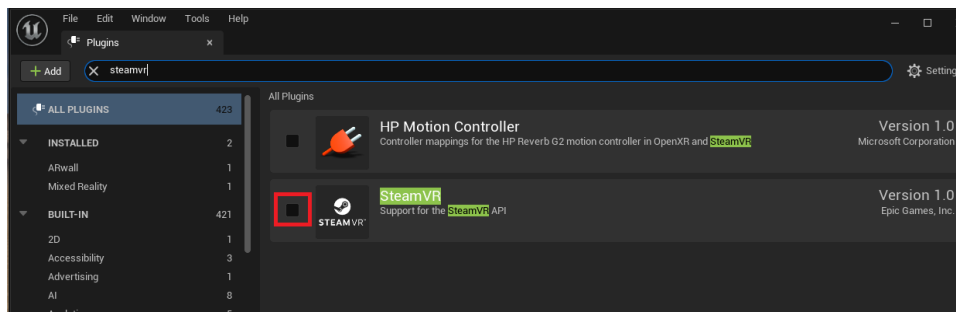 File Edit Window Tools Help
Plugins
+ Add steamvr Setting
ALL PLUGINS 423
All Plugins
INSTALLED 2
ARwall 1
Mixed Reality 1
BUILT-IN 421
2D 1
Accessibility 3
Advertising 1
AI 8
HP Motion Controller Version 1.0
Controller mappings for the HP Reverb G2 motion controller in OpenXR and SteamVR Microsoft Corporation
SteamVR Version 1.0
Support for the SteamVR API Epic Games, Inc.
STEAMVR